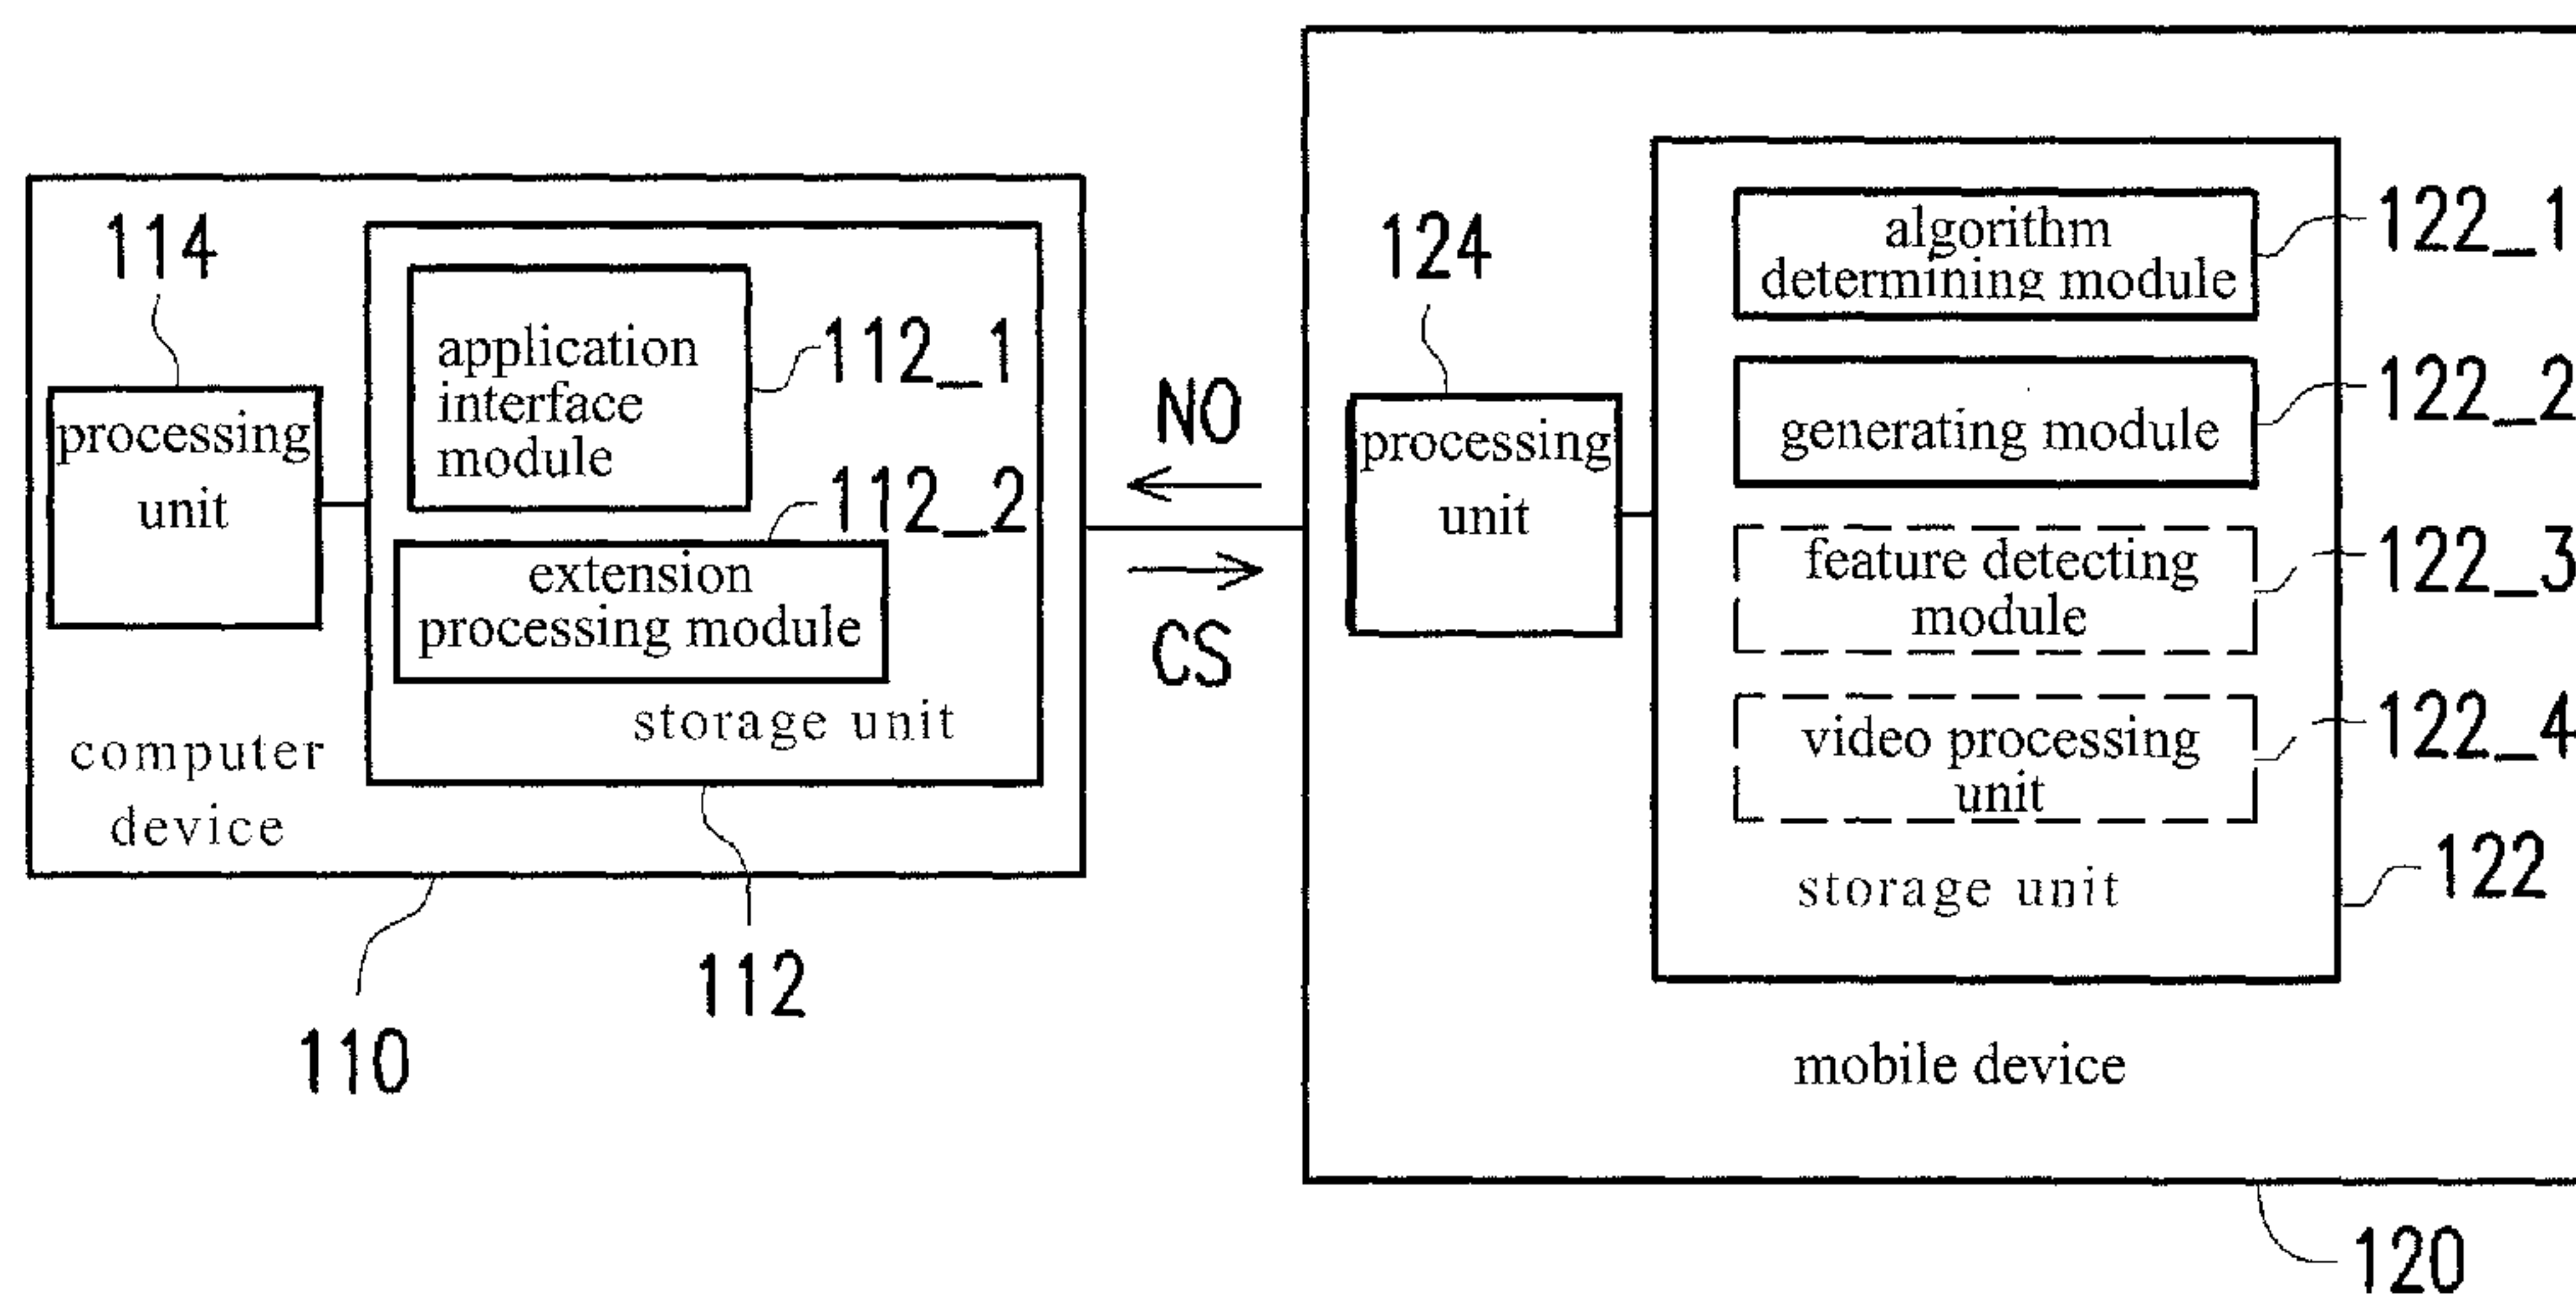 114
processing
unit
application
interface
module
112_1
112_2
extension
processing module
storage unit
computer
device
112
110
NO
CS
124
processing
unit
algorithm
determining module
122_1
generating module
122_2
feature detecting
module
122_3
video processing
unit
122_4
storage unit
122
mobile device
120